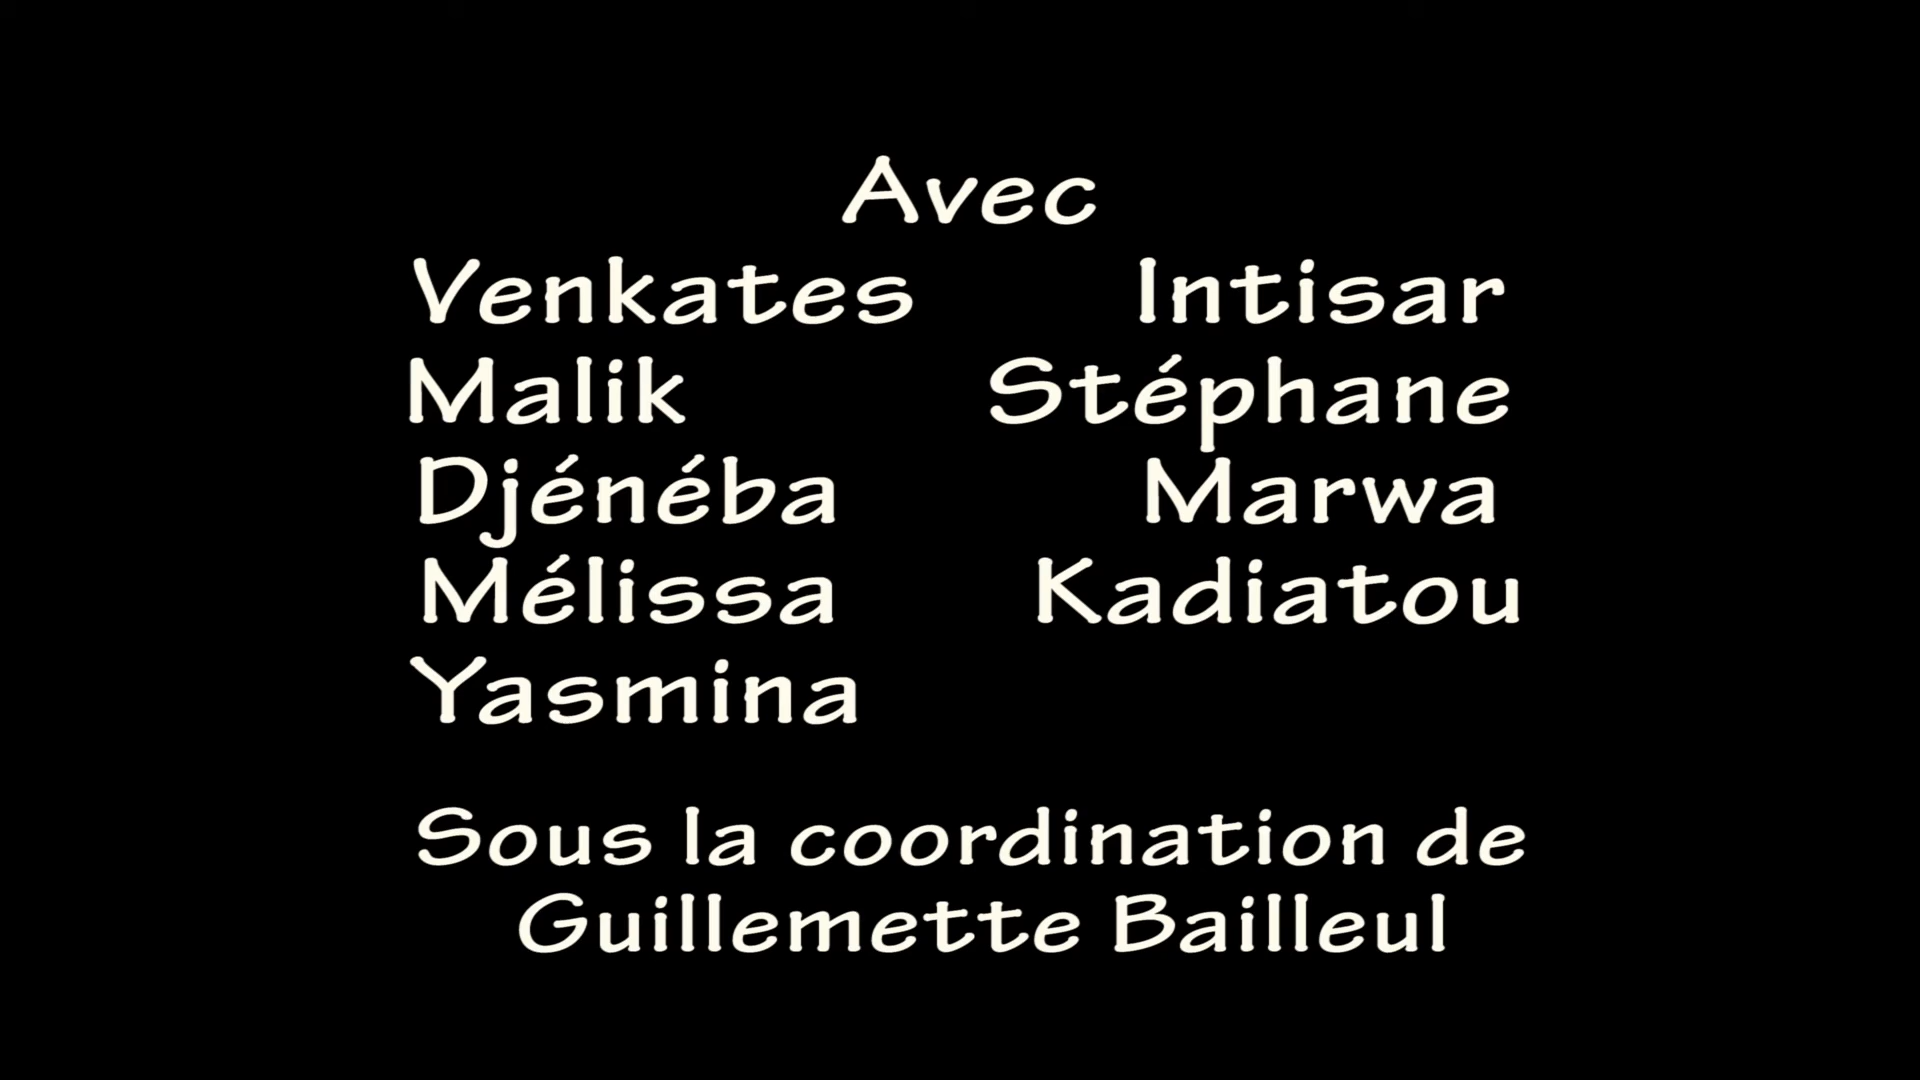 Avec
Venkates Intisar
Malik Stéphane
Djénéba Marwa
Mélissa Kadiatou
Yasmina
Sous la coordination de
Guillemette Bailleul